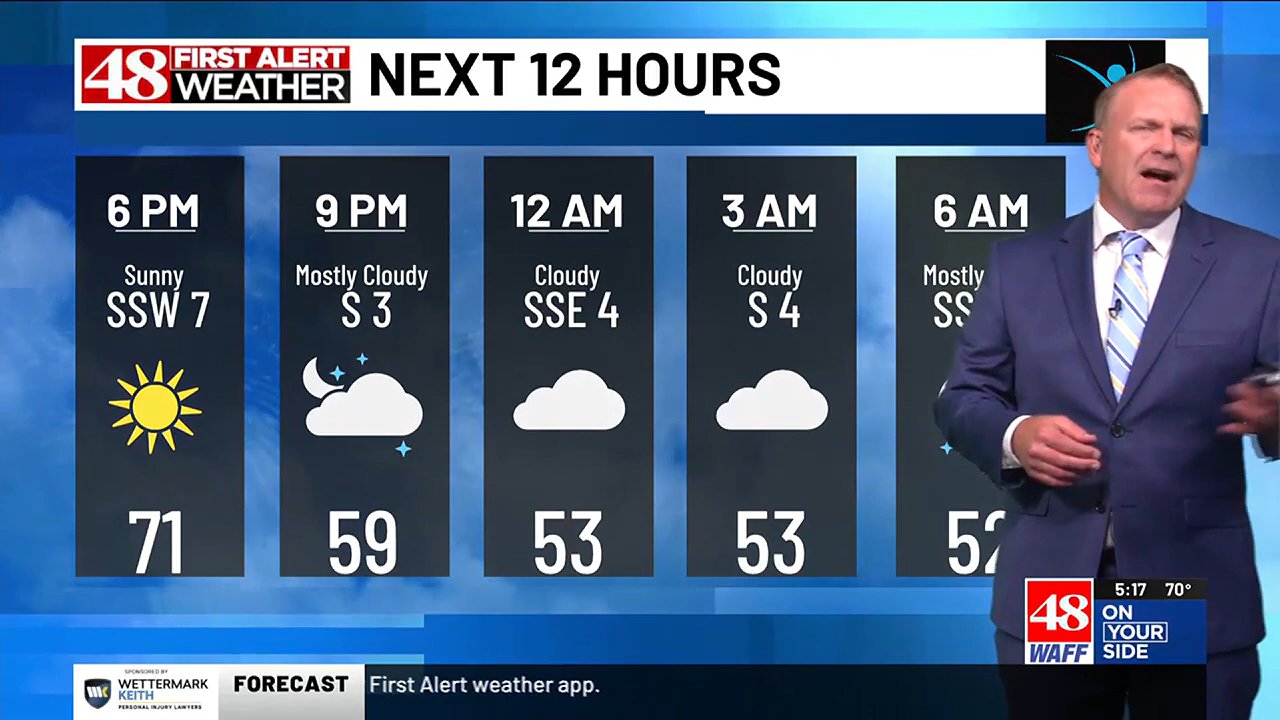 48 FIRST ALERT WEATHER
NEXT 12 HOURS
6 PM
Sunny
SSW 7
71
9 PM
Mostly Cloudy
S 3
59
12 AM
Cloudy
SSE 4
53
3 AM
Cloudy
S 4
53
6 AM
Mostly
52
48
WAFF
5:17 70°
ON
YOUR
SIDE
SPONSORED BY
WETTERMARK
KEITH
PERSONAL INJURY LAWYERS
FORECAST
First Alert weather app.